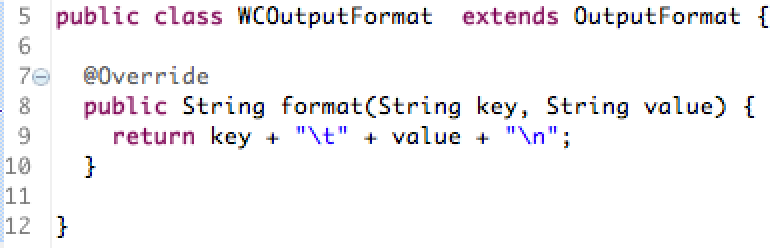 5 public class WCOutputFormat  extends OutputFormat {
6
7 @Override
8 public String format(String key, String value) {
9 return key + "\t" + value + "\n";
10 }
11
12 }